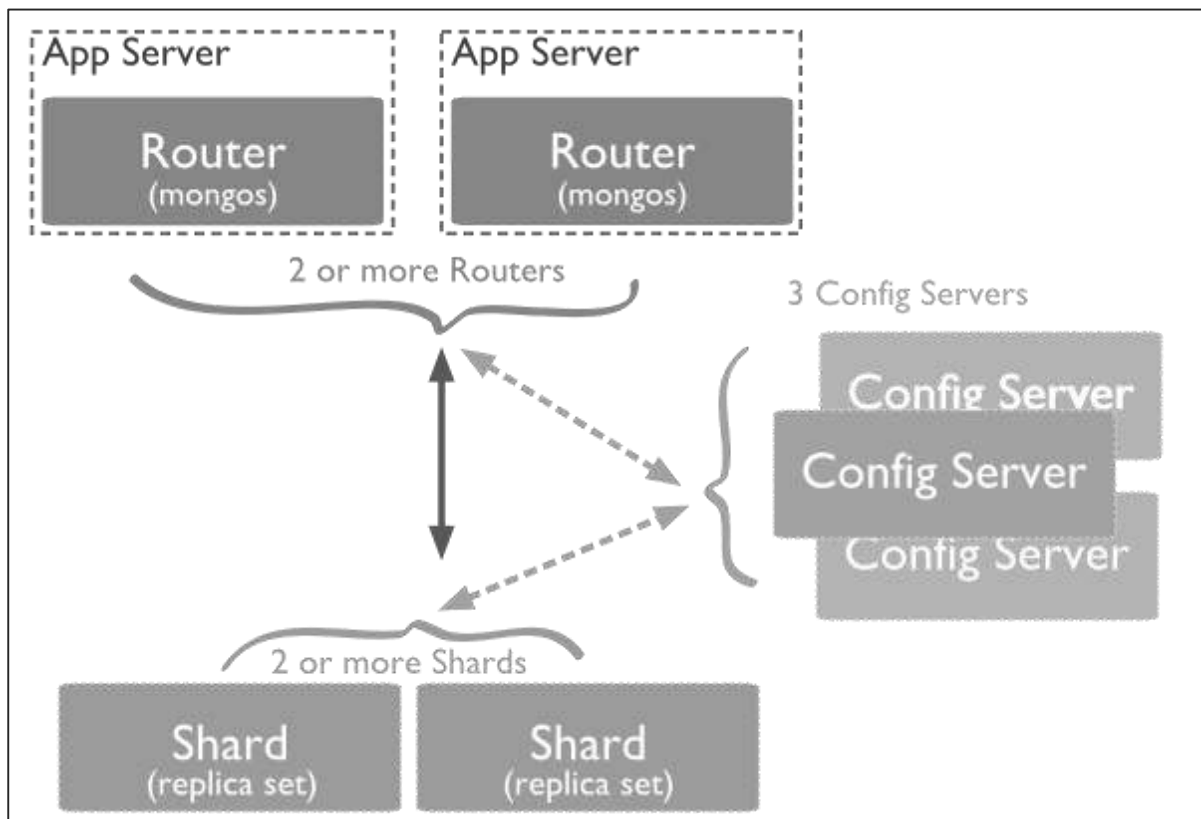 App Server
Router
(mongos)
App Server
Router
(mongos)
2 or more Routers
3 Config Servers
Config Server
Config Server
Config Server
2 or more Shards
Shard
(replica set)
Shard
(replica set)